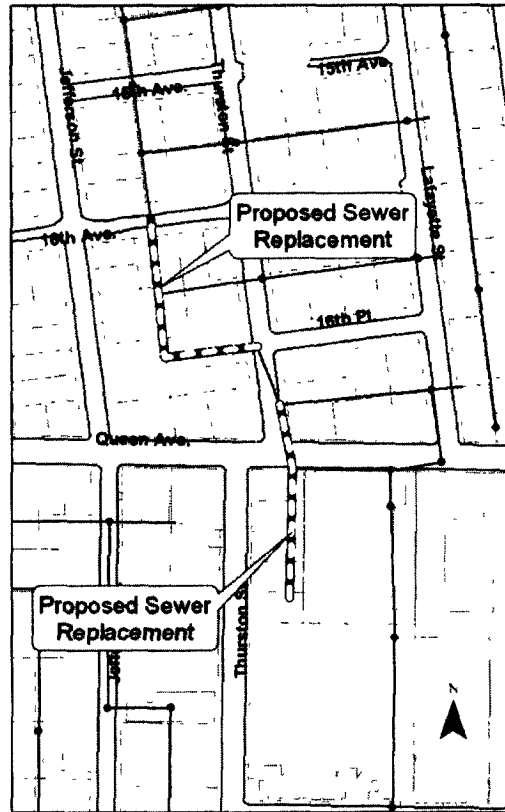 15th Ave.
15th Ave.
Jefferson St
Thurston St
Lafayette St
Proposed Sewer
Replacement
16th Ave.
16th Pl
Queen Ave.
Proposed Sewer
Replacement
Thurston St
N